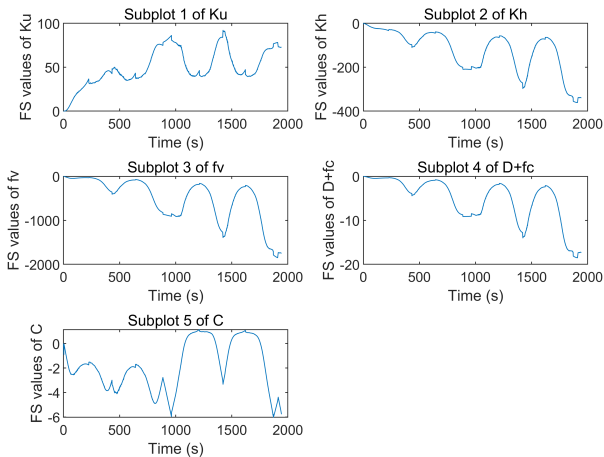 Subplot 1 of Ku
FS values of Ku
100
50
0
0 500 1000 1500 2000
Time (s)
Subplot 2 of Kh
FS values of Kh
0
-200
-400
0 500 1000 1500 2000
Time (s)
Subplot 3 of fv
FS values of fv
0
-1000
-2000
0 500 1000 1500 2000
Time (s)
Subplot 4 of D+fc
FS values of D+fc
0
-10
-20
0 500 1000 1500 2000
Time (s)
Subplot 5 of C
FS values of C
0
-2
-4
-6
0 500 1000 1500 2000
Time (s)